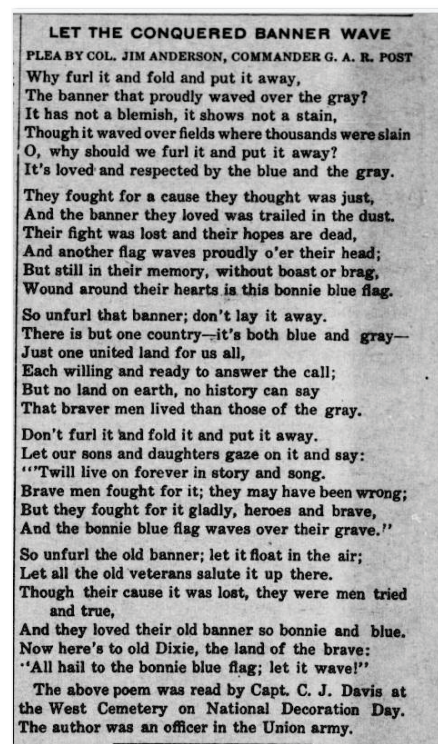 LET THE CONQUERED BANNER WAVE
PLEA BY COL. JIM ANDERSON, COMMANDER G. A. R. POST
Why furl it and fold and put it away,
The banner that proudly waved over the gray?
It has not a blemish, it shows not a stain,
Though it waved over fields where thousands were slain
O, why should we furl it and put it away?
It's loved and respected by the blue and the gray.
They fought for a cause they thought was just,
And the banner they loved was trailed in the dust.
Their fight was lost and their hopes are dead,
And another flag waves proudly o'er their head;
But still in their memory, without boast or brag,
Wound around their hearts is this bonnie blue flag.
So unfurl that banner; don't lay it away.
There is but one country—it's both blue and gray—
Just one united land for us all,
Each willing and ready to answer the call;
But no land on earth, no history can say
That braver men lived than those of the gray.
Don't furl it and fold it and put it away.
Let our sons and daughters gaze on it and say:
"'Twill live on forever in story and song.
Brave men fought for it; they may have been wrong;
But they fought for it gladly, heroes and brave,
And the bonnie blue flag waves over their grave."
So unfurl the old banner; let it float in the air;
Let all the old veterans salute it up there.
Though their cause it was lost, they were men tried
and true,
And they loved their old banner so bonnie and blue.
Now here's to old Dixie, the land of the brave:
"All hail to the bonnie blue flag; let it wave!"
The above poem was read by Capt. C. J. Davis at
the West Cemetery on National Decoration Day.
The author was an officer in the Union army.